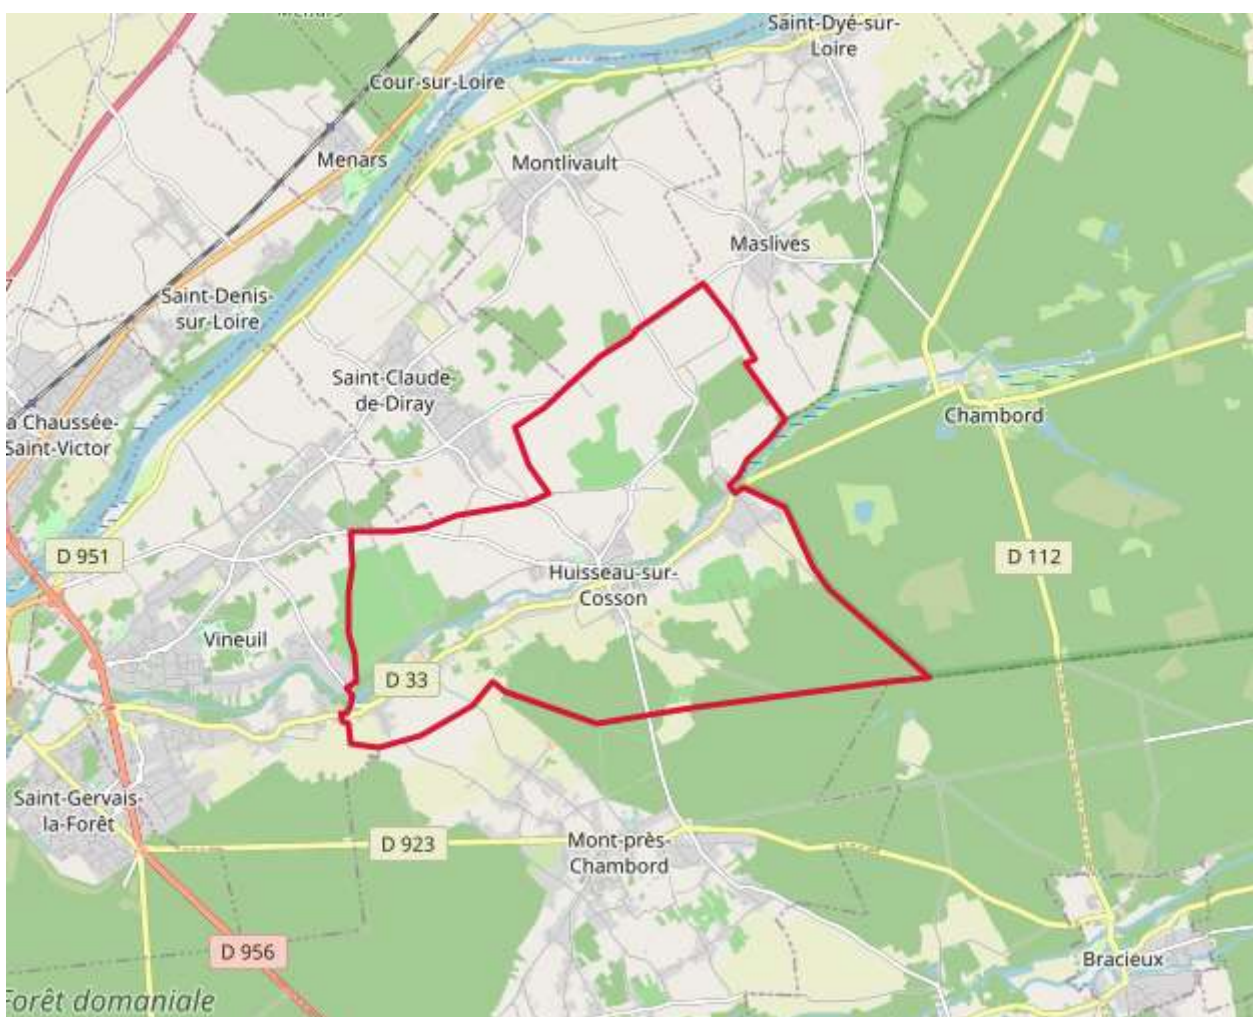 Menars
Saint-Dyé-sur-
Loire
Cour-sur-Loire
Menars
Montlivault
Maslives
Saint-Denis-
sur-Loire
Saint-Claude-
de-Diray
a Chaussée-
Saint-Victor
Chambord
D 951
D 112
Huisseau-sur-
Cosson
Vineuil
D 33
Saint-Gervais-
la-Forêt
D 923
Mont-près-
Chambord
D 956
Bracieux
Forêt domaniale